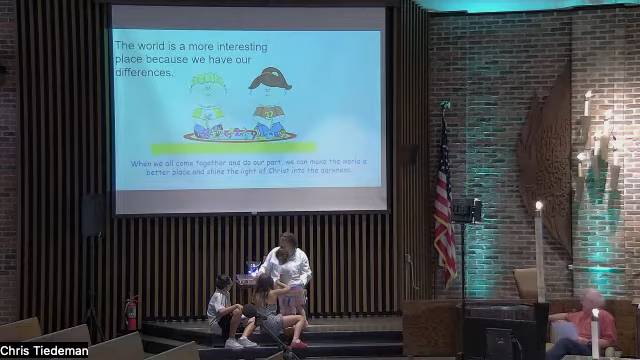 The world is a more interesting
place because we have our
differences.
When we all come together and do our part, we can make the world a
better place and shine the light of Christ into the darkness.
Chris Tiedeman